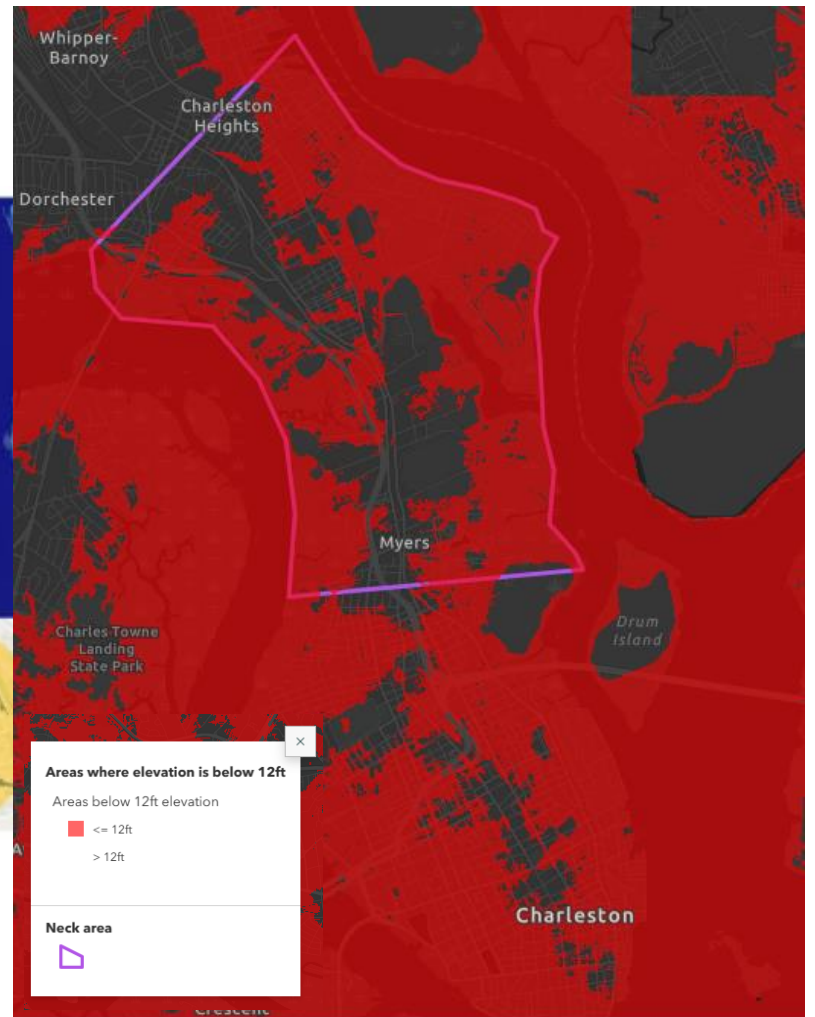 Whipper-
Barnoy
Charleston
Heights
Dorchester
Myers
Drum
Island
Charles Towne
Landing
State Park
×
Areas where elevation is below 12ft
Areas below 12ft elevation
<= 12ft
> 12ft
Neck area
Charleston
A